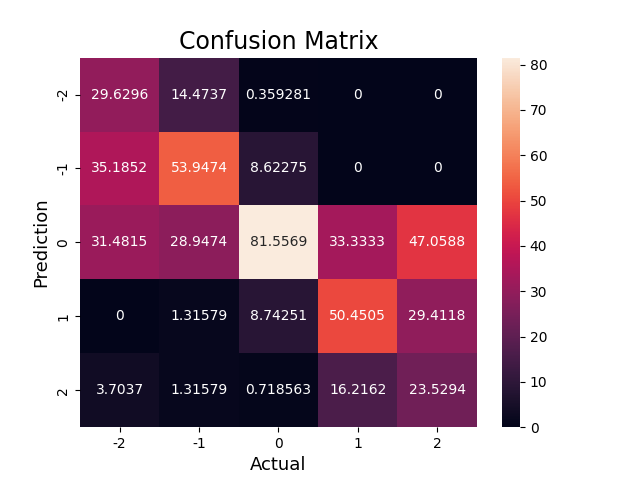 Confusion Matrix
-2 29.6296 14.4737 0.359281 0 0
-1 35.1852 53.9474 8.62275 0 0
0 31.4815 28.9474 81.5569 33.3333 47.0588
1 0 1.31579 8.74251 50.4505 29.4118
2 3.7037 1.31579 0.718563 16.2162 23.5294
-2 -1 0 1 2
Prediction
Actual
80
70
60
50
40
30
20
10
0